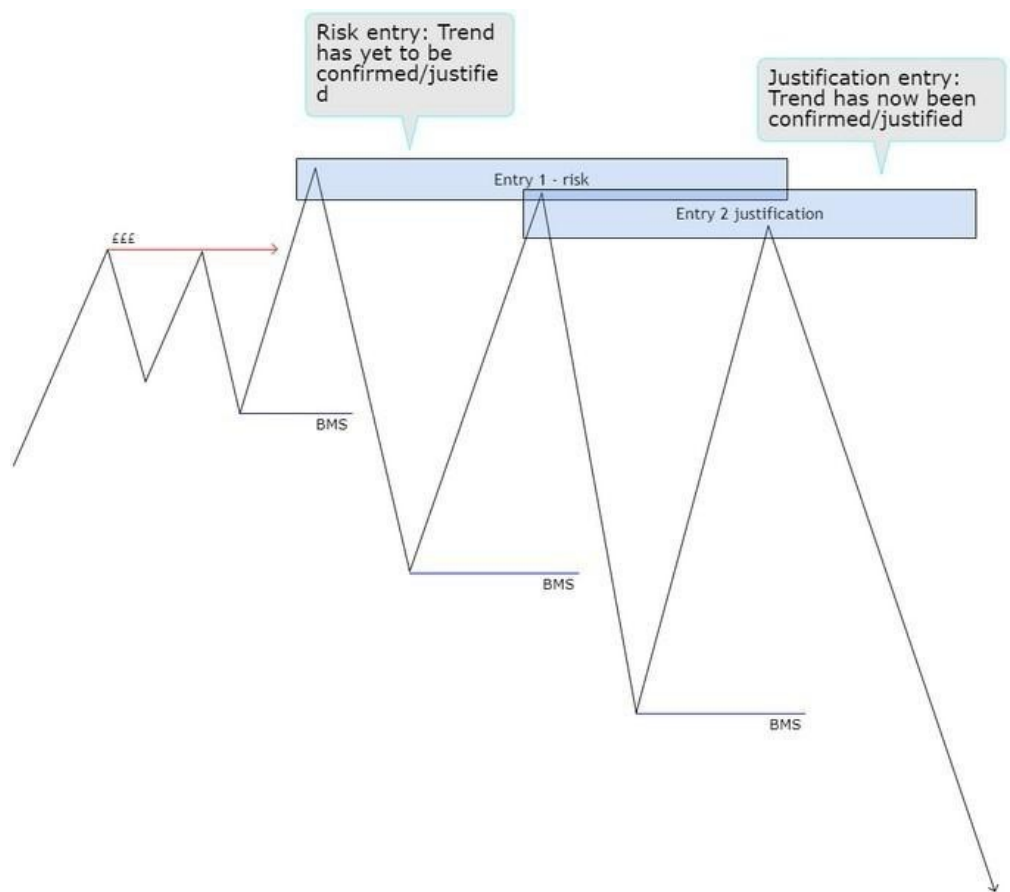 Risk entry: Trend
has yet to be
confirmed/justifie
d
Justification entry:
Trend has now been
confirmed/justified
Entry 1 - risk
Entry 2 justification
£££
BMS
BMS
BMS